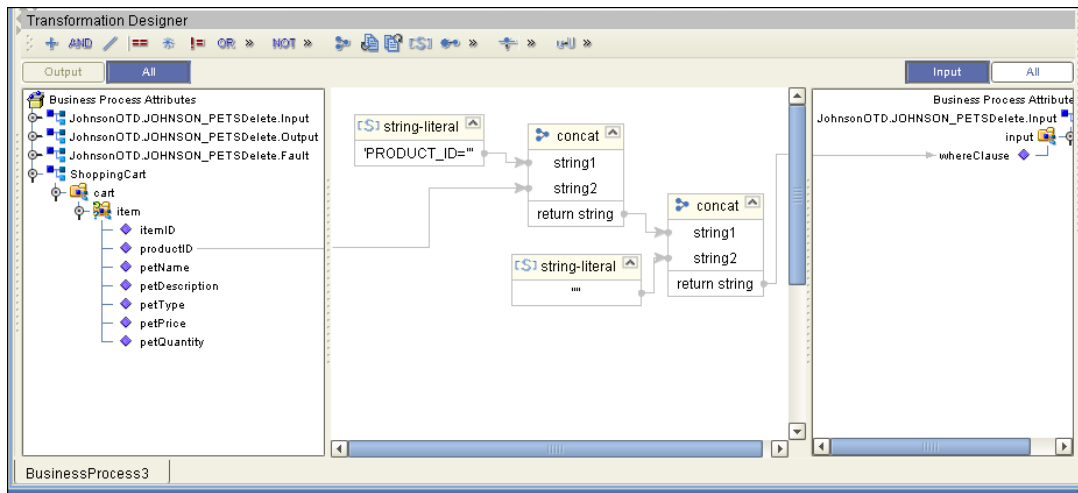 Transformation Designer
AND == != OR » NOT » [S] » » »
Output All Input All
Business Process Attributes
JohnsonOTD.JOHNSON_PETSDelete.Input
JohnsonOTD.JOHNSON_PETSDelete.Output
JohnsonOTD.JOHNSON_PETSDelete.Fault
ShoppingCart
cart
item
itemID
productID
petName
petDescription
petType
petPrice
petQuantity
[S] string-literal
'PRODUCT_ID='''
concat
string1
string2
return string
[S] string-literal
''''
concat
string1
string2
return string
Business Process Attribute
JohnsonOTD.JOHNSON_PETSDelete.Input
input
whereClause
BusinessProcess3